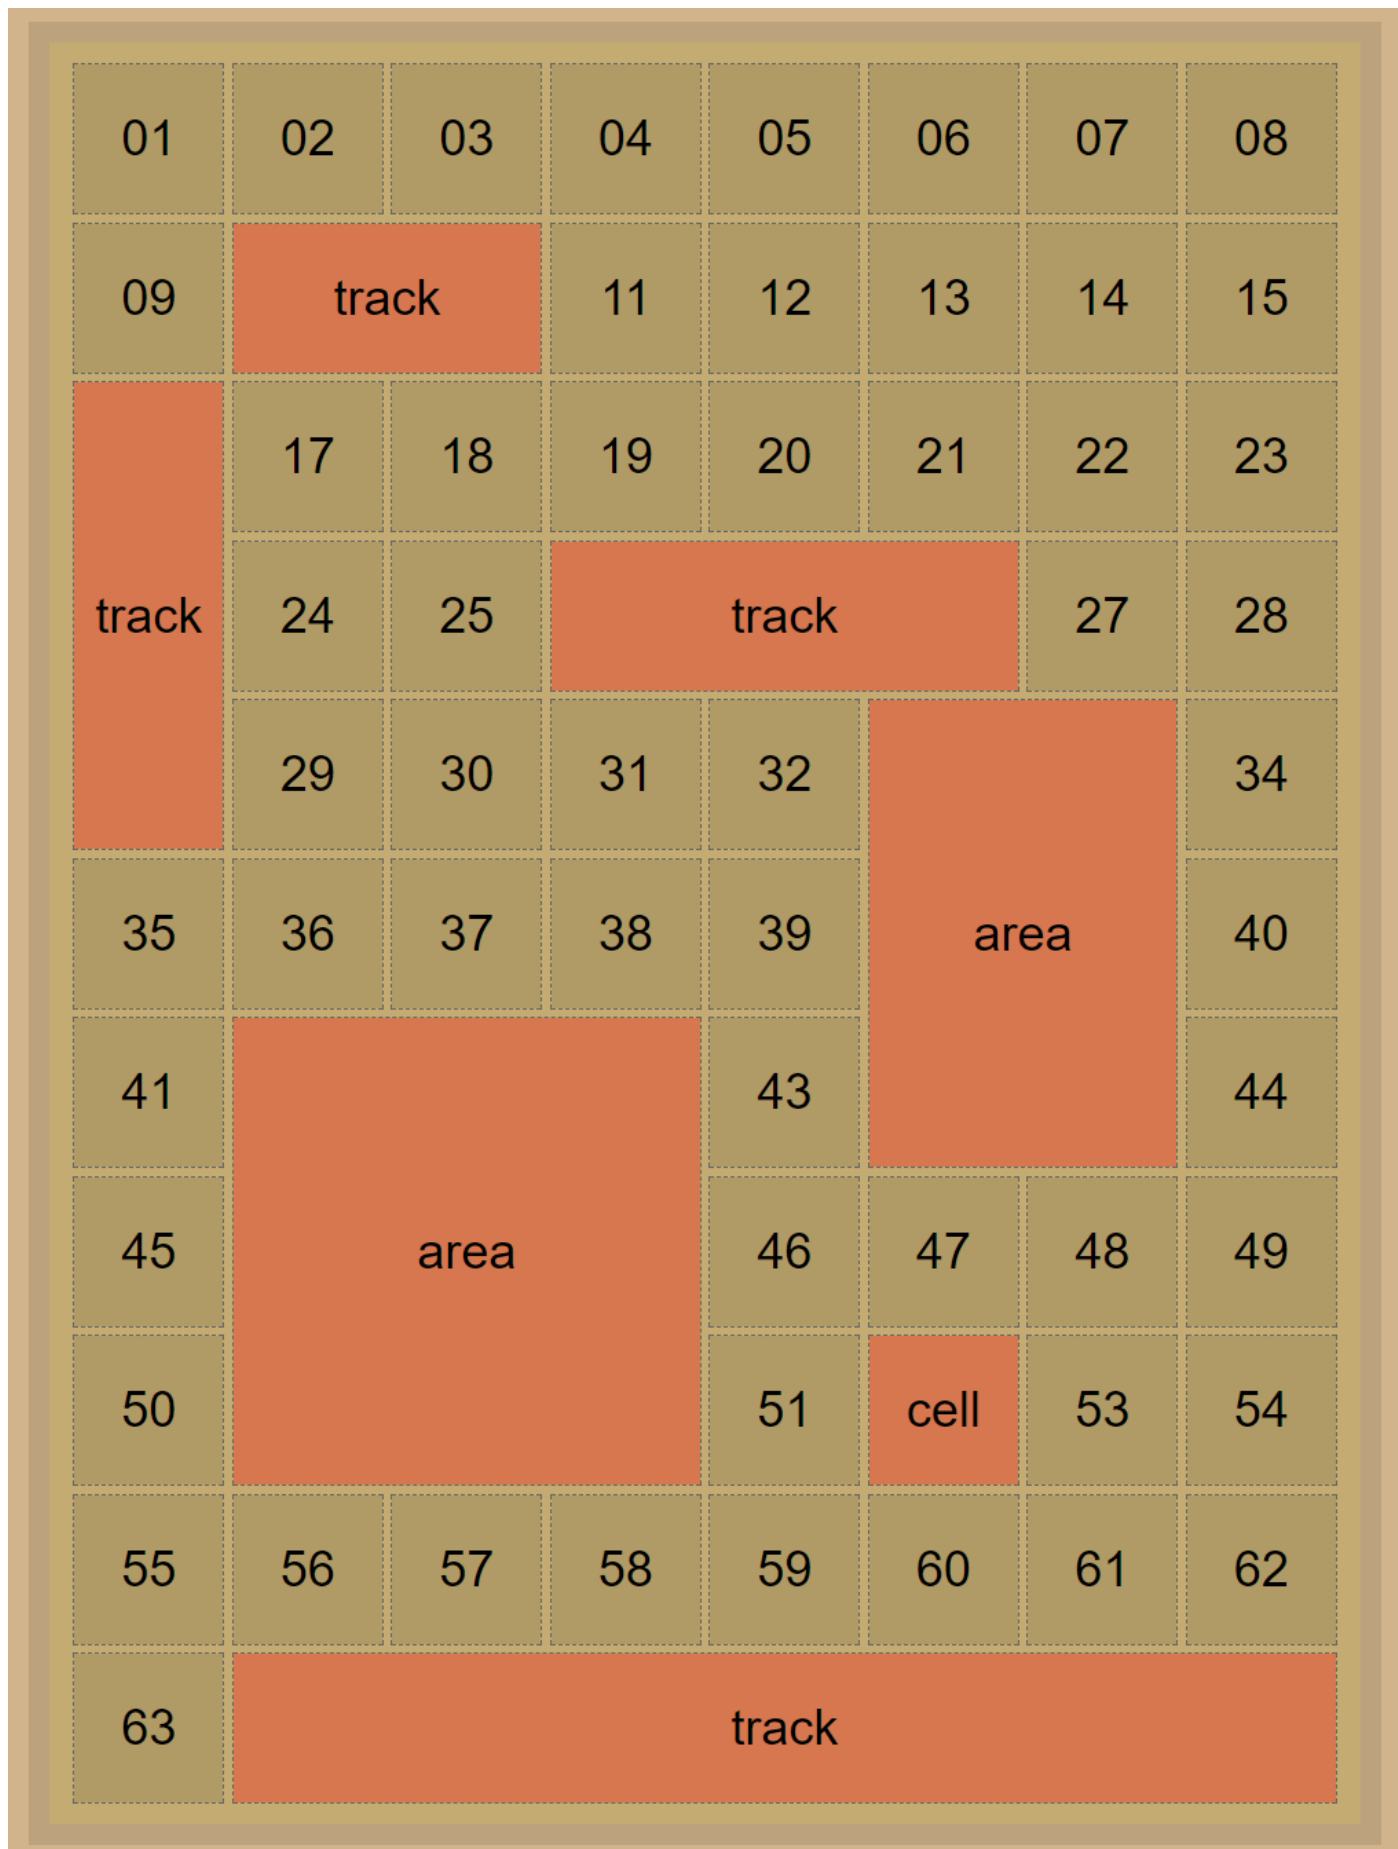 01 02 03 04 05 06 07 08
09 track 11 12 13 14 15
17 18 19 20 21 22 23
track 24 25 track 27 28
29 30 31 32 34
35 36 37 38 39 area 40
41 43 44
45 area 46 47 48 49
50 51 cell 53 54
55 56 57 58 59 60 61 62
63 track